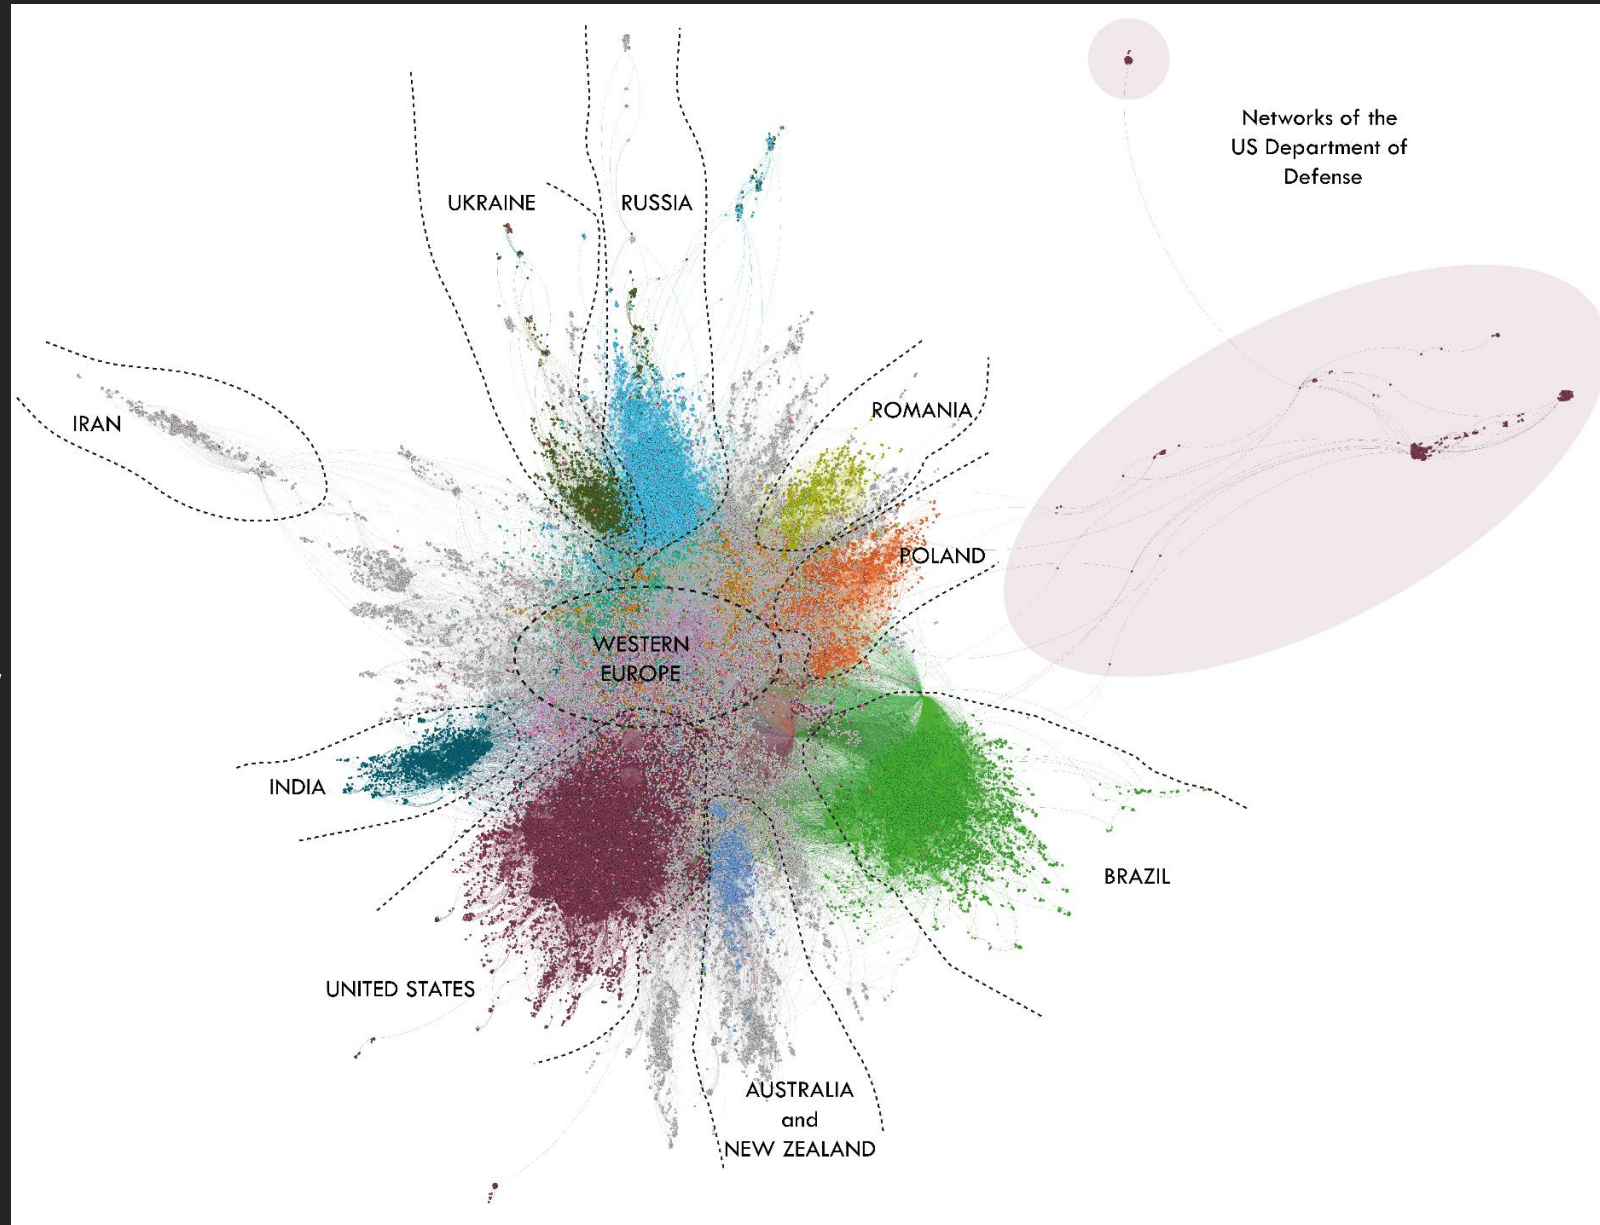 Networks of the
US Department of
Defense
UKRAINE
RUSSIA
IRAN
ROMANIA
POLAND
WESTERN
EUROPE
INDIA
BRAZIL
UNITED STATES
AUSTRALIA
and
NEW ZEALAND